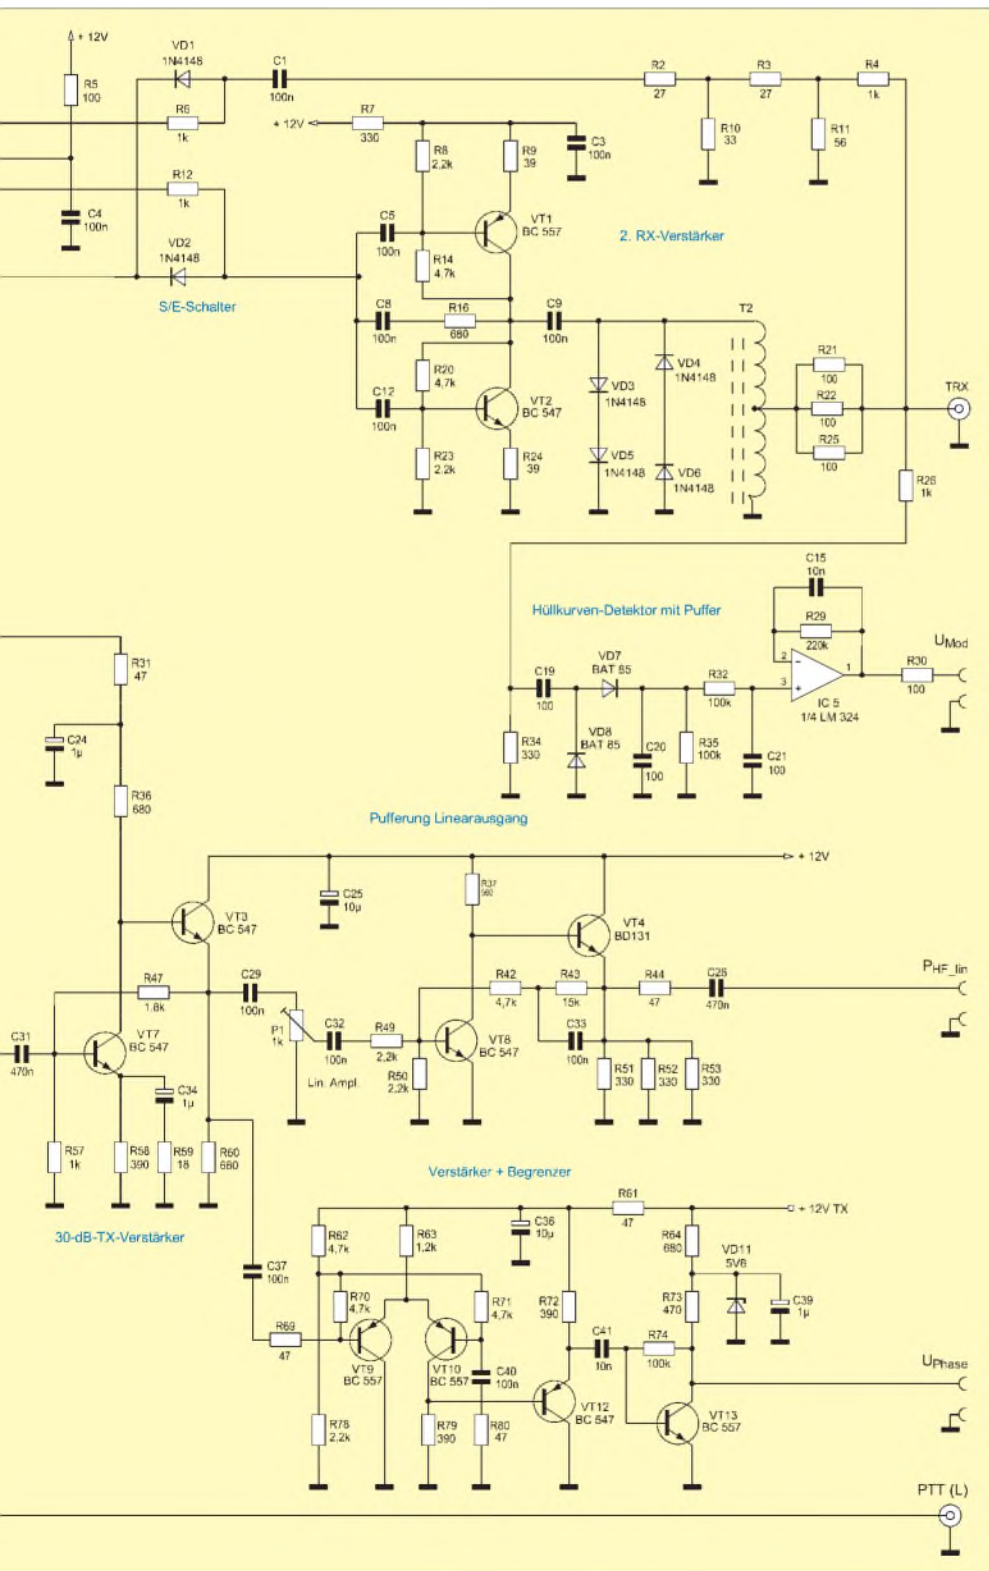 + 12V
VD1
1N4148
C1
100n
R5
100
R6
1k
R2
27
R3
27
R4
1k
+ 12V
R7
330
R8
2,2k
R9
39
C3
100n
R10
33
R11
56
R12
1k
C4
100n
VD2
1N4148
S/E-Schalter
C5
100n
VT1
BC 557
2. RX-Verstärker
R14
4,7k
C8
100n
R16
680
C9
100n
T2
R20
4,7k
VD3
1N4148
VD4
1N4148
R21
100
R22
100
R25
100
TRX
C12
100n
VT2
BC 547
R23
2,2k
R24
39
VD5
1N4148
VD6
1N4148
R26
1k
C15
10n
Hüllkurven-Detektor mit Puffer
R29
220k
2
-
3
+
1
IC 5
1/4 LM 324
R30
100
UMod
R31
47
C19
100
VD7
BAT 85
R32
100k
C24
1µ
R34
330
VD8
BAT 85
C20
100
R35
100k
C21
100
R36
680
Pufferung Linearausgang
+ 12V
C25
10µ
R37
VT3
BC 547
VT4
BD131
R47
1,8k
C29
100n
R42
4,7k
R43
15k
R44
47
C26
470n
PHF_lin
C31
470n
VT7
BC 547
P1
1k
C32
100n
R49
2,2k
VT8
BC 547
C33
100n
Lin. Ampl.
R50
2,2k
R51
330
R52
330
R53
330
C34
1µ
R57
1k
R58
390
R59
18
R60
680
30-dB-TX-Verstärker
Verstärker + Begrenzer
R61
47
+ 12V TX
R62
4,7k
R63
1,2k
C36
10µ
R64
680
VD11
5V6
C37
100n
R70
4,7k
R71
4,7k
R72
390
R73
470
C39
1µ
R69
47
VT9
BC 557
VT10
BC 557
C40
100n
C41
10n
R74
100k
UPhase
VT12
BC 547
VT13
BC 557
R78
2,2k
R79
390
R80
47
PTT (L)